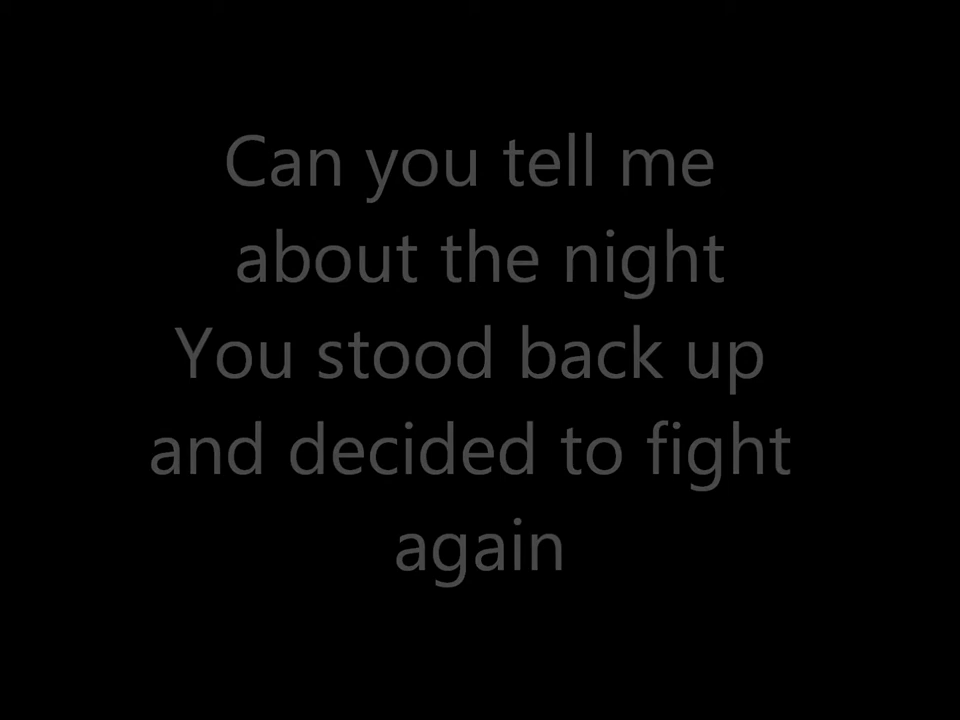 Can you tell me
about the night
You stood back up
and decided to fight
again